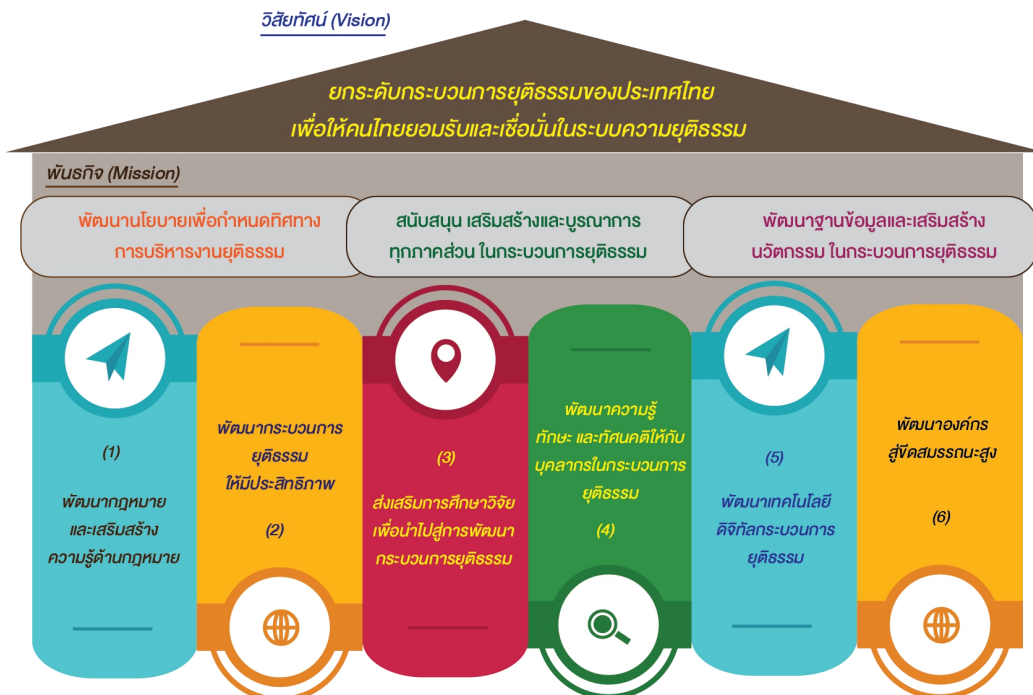 วิสัยทัศน์ (Vision)
ยกระดับกระบวนการยุติธรรมของประเทศไทย
เพื่อให้คนไทยยอมรับและเชื่อมั่นในระบบความยุติธรรม
พันธกิจ (Mission)
พัฒนานโยบายเพื่อกำหนดทิศทาง
การบริหารงานยุติธรรม
สนับสนุน เสริมสร้างและบูรณาการ
ทุกภาคส่วน ในกระบวนการยุติธรรม
พัฒนาฐานข้อมูลและเสริมสร้าง
นวัตกรรม ในกระบวนการยุติธรรม
(1)
พัฒนากฎหมาย
และเสริมสร้าง
ความรู้ด้านกฎหมาย
พัฒนากระบวนการ
ยุติธรรม
ให้มีประสิทธิภาพ
(2)
(3)
ส่งเสริมการศึกษาวิจัย
เพื่อนำไปสู่การพัฒนา
กระบวนการยุติธรรม
พัฒนาความรู้
ทักษะ และทัศนคติให้กับ
บุคลากรในกระบวนการ
ยุติธรรม
(4)
(5)
พัฒนาเทคโนโลยี
ดิจิทัลกระบวนการ
ยุติธรรม
พัฒนาองค์กร
สู่ขีดสมรรถนะสูง
(6)